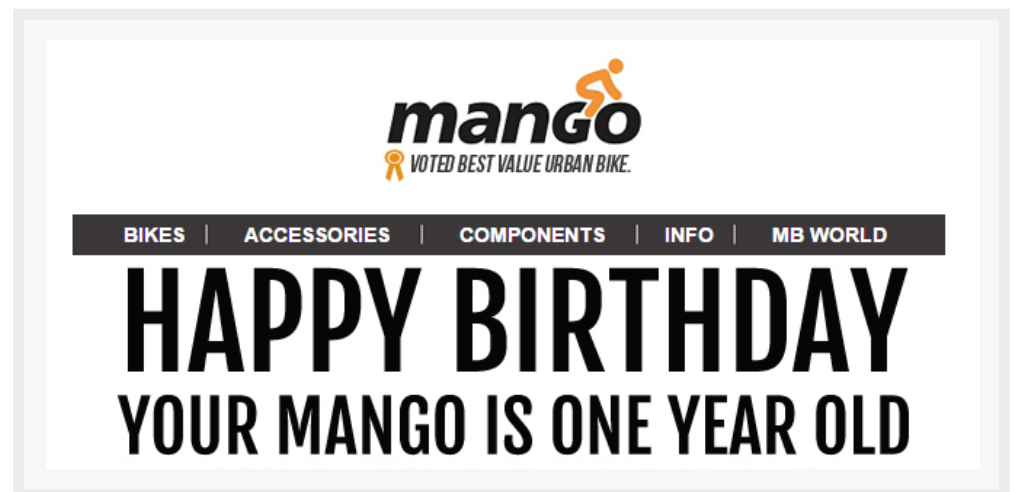 mango
VOTED BEST VALUE URBAN BIKE.
BIKES | ACCESSORIES | COMPONENTS | INFO | MB WORLD
HAPPY BIRTHDAY
YOUR MANGO IS ONE YEAR OLD